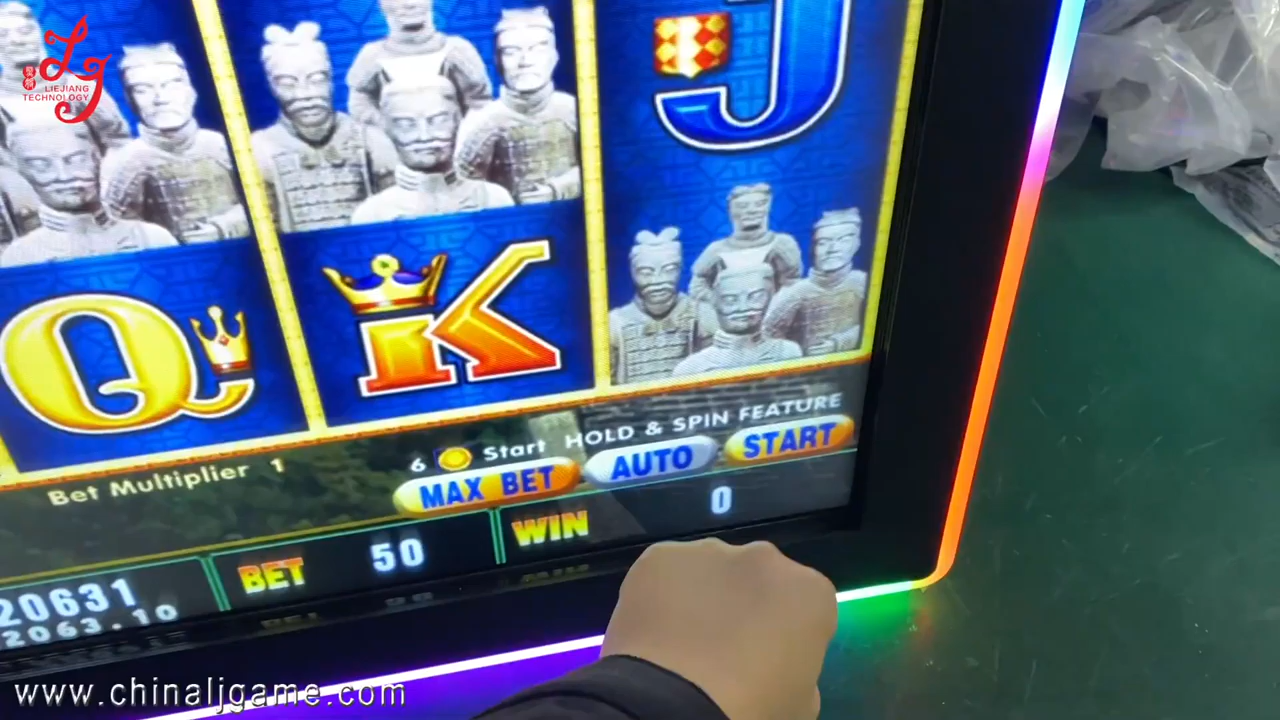 LJ
LIEJIANG
TECHNOLOGY
J
Q
K
Bet Multiplier 1
6 Start HOLD & SPIN FEATURE
MAX BET
AUTO
START
20631
2063.10
BET 50
WIN 0
www.chinaljgame.com